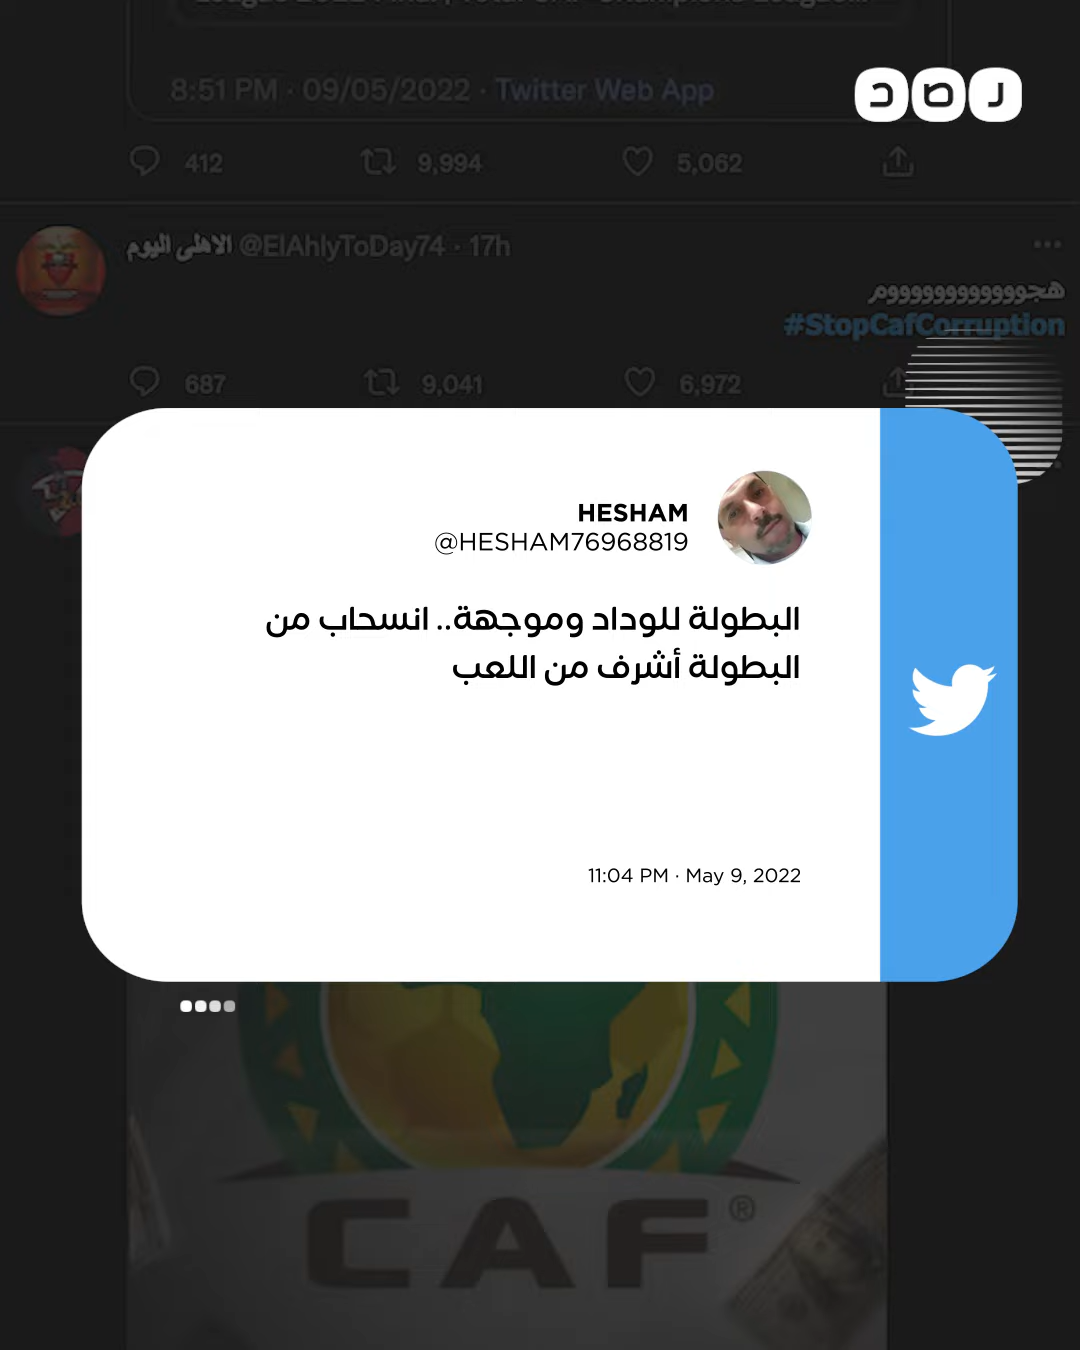 8:51 PM · 09/05/2022 · Twitter Web App
رصد
412 9,994 5,062
الاهلى اليوم @ElAhlyToDay74 · 17h
هجوووووووووووووم
#StopCafCorruption
687 9,041 6,972
HESHAM
@HESHAM76968819
البطولة للوداد وموجهة.. انسحاب من
البطولة أشرف من اللعب
11:04 PM · May 9, 2022
CAF®